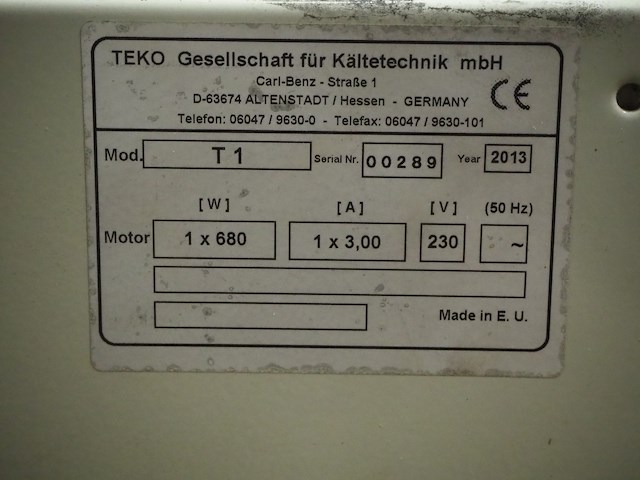 TEKO Gesellschaft für Kältetechnik mbH
Carl-Benz - Straße 1
D-63674 ALTENSTADT / Hessen - GERMANY
CE
Telefon: 06047 / 9630-0 - Telefax: 06047 / 9630-101
Mod. T 1 Serial Nr. 00289 Year 2013
[ W ] [ A ] [ V ] (50 Hz)
Motor 1 x 680 1 x 3,00 230 ~
Made in E. U.